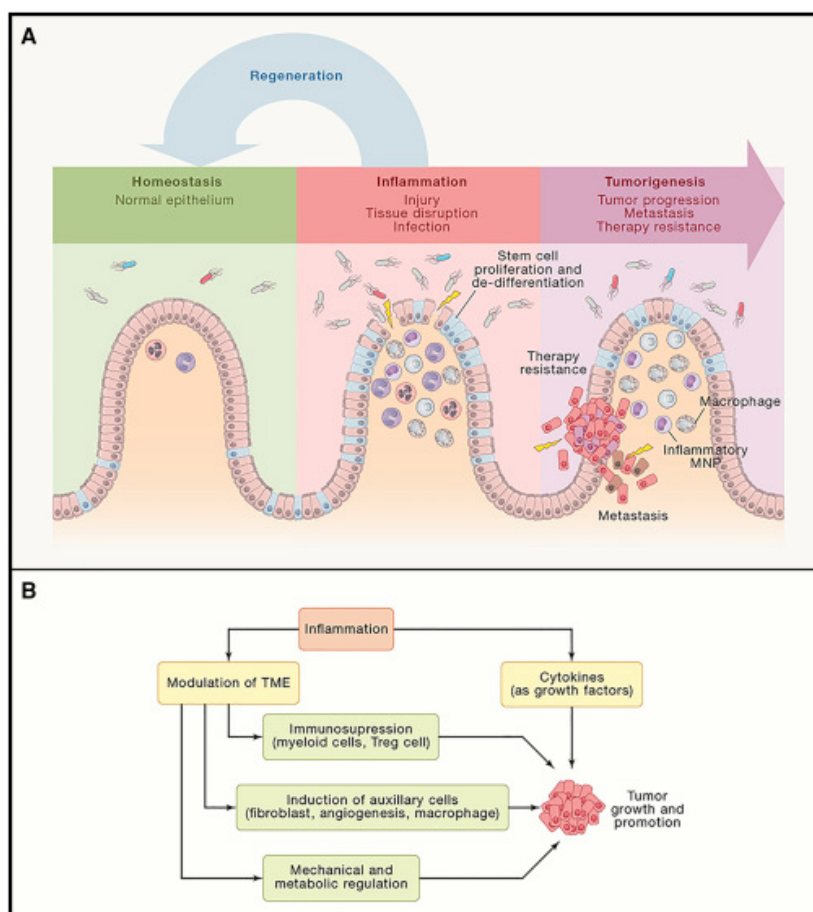 A
Regeneration
Homeostasis
Normal epithelium
Inflammation
Injury
Tissue disruption
Infection
Tumorigenesis
Tumor progression
Metastasis
Therapy resistance
Stem cell
proliferation and
de-differentiation
Therapy
resistance
Macrophage
Inflammatory
MNP
Metastasis
B
Inflammation
Modulation of TME
Cytokines
(as growth factors)
Immunosupression
(myeloid cells, Treg cell)
Induction of auxillary cells
(fibroblast, angiogenesis, macrophage)
Tumor
growth and
promotion
Mechanical and
metabolic regulation